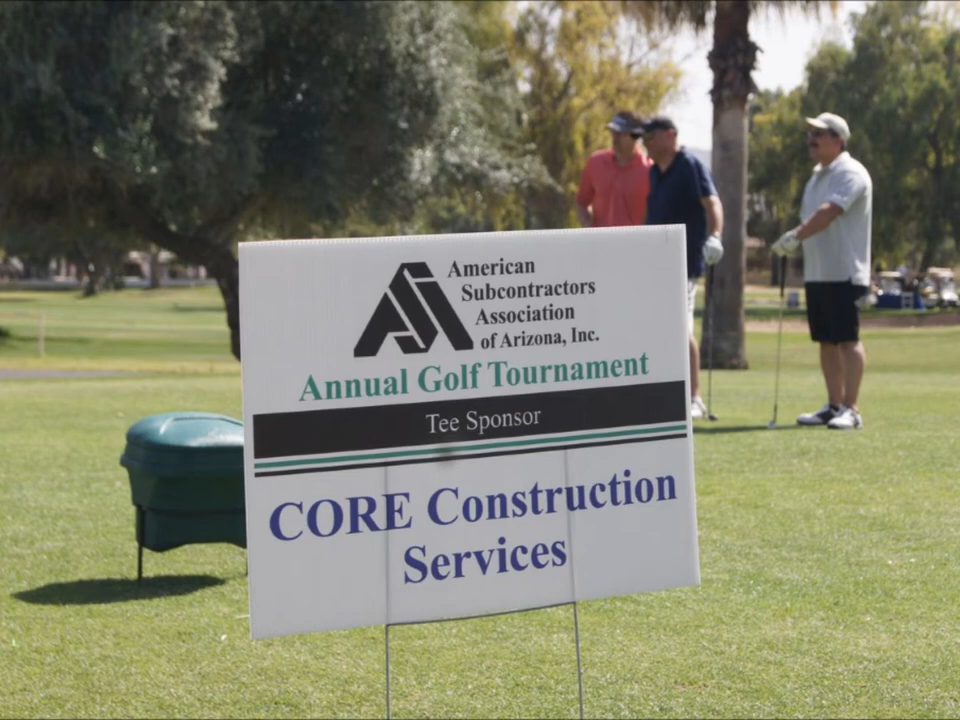 American
Subcontractors
Association
of Arizona, Inc.
Annual Golf Tournament
Tee Sponsor
CORE Construction
Services